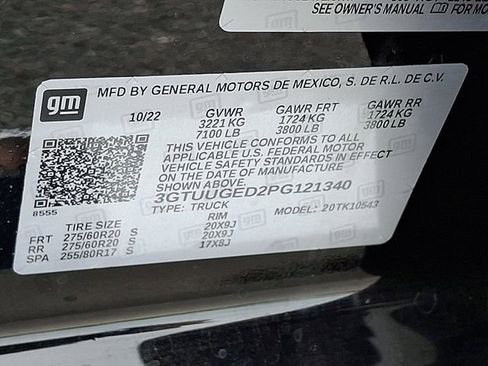 SEE OWNER'S MANUAL FOR MO
gm
MFD BY GENERAL MOTORS DE MEXICO, S. DE R.L. DE C.V.
10/22 GVWR GAWR FRT GAWR RR
3221 KG 1724 KG 1724 KG
7100 LB 3800 LB 3800 LB
THIS VEHICLE CONFORMS TO ALL
APPLICABLE U.S. FEDERAL MOTOR
VEHICLE SAFETY STANDARDS IN EFFECT
ON THE DATE OF MANUFACTURE SHOWN
ABOVE.
3GTUUGED2PG121340
8555 TYPE: TRUCK MODEL: 20TK10543
TIRE SIZE RIM
FRT 275/60R20 S 20X9J
RR 275/60R20 S 20X9J
SPA 255/80R17 S 17X8J